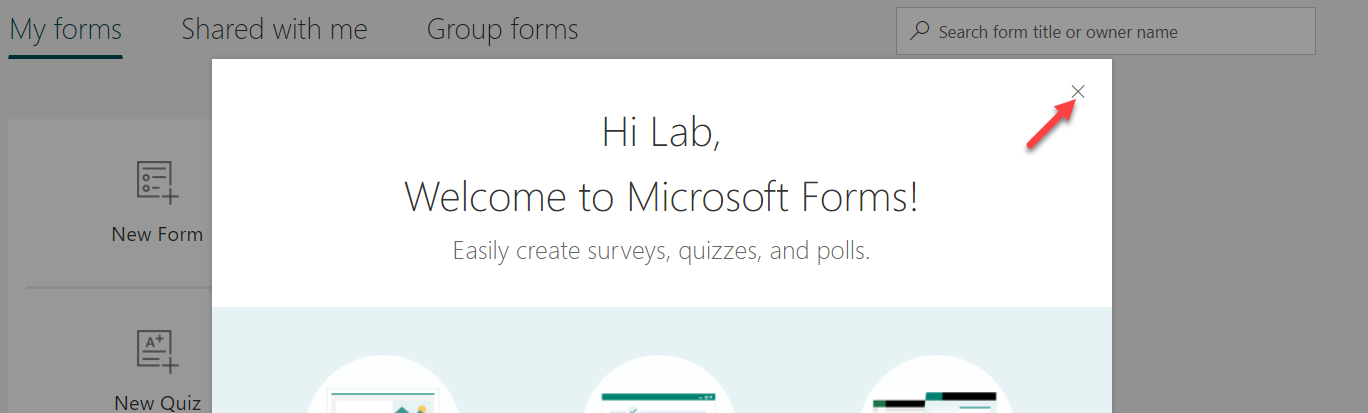 My forms
Shared with me
Group forms
Search form title or owner name
Hi Lab,
Welcome to Microsoft Forms!
Easily create surveys, quizzes, and polls.
New Form
A+
New Quiz